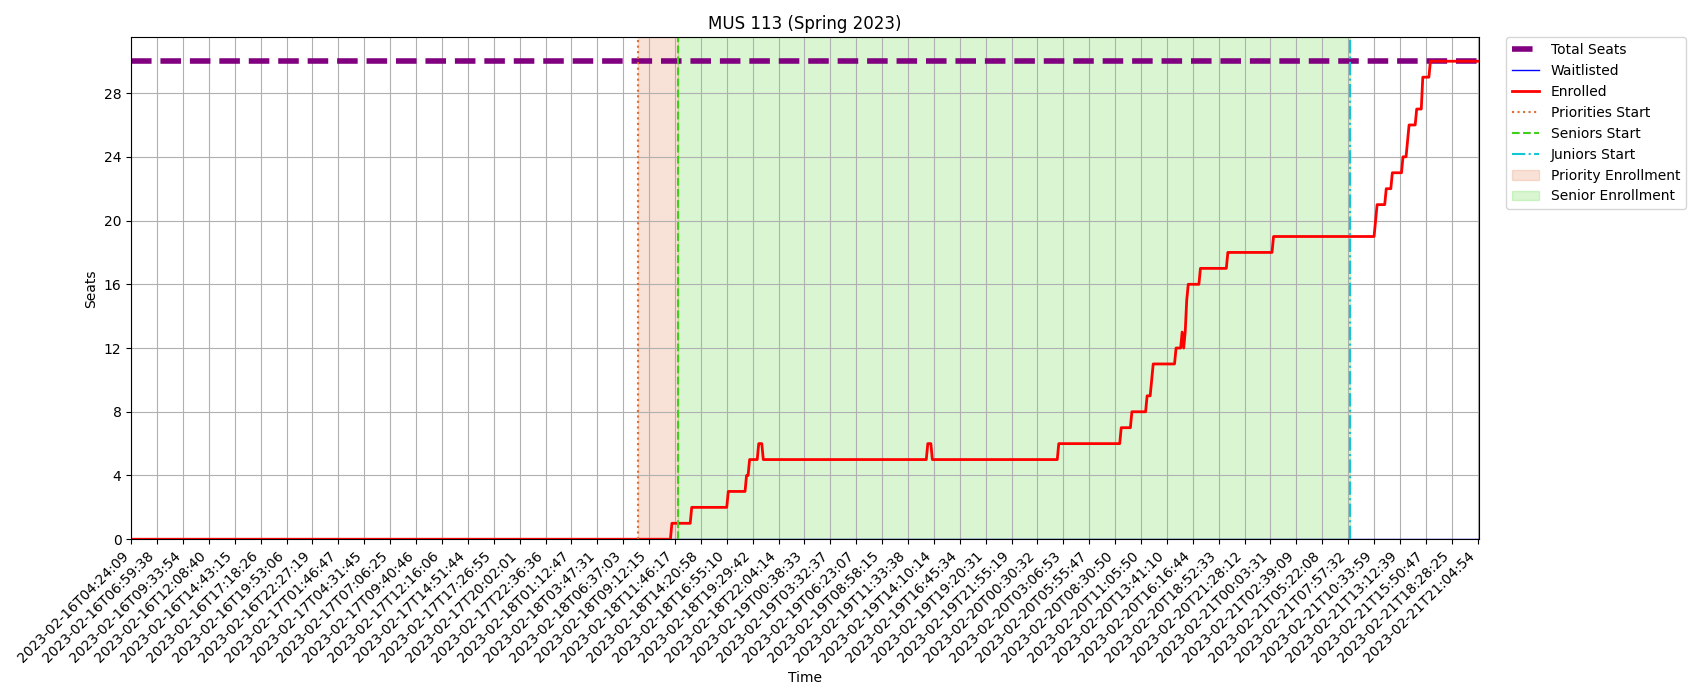 MUS 113 (Spring 2023)
Total Seats
Waitlisted
Enrolled
Priorities Start
Seniors Start
Juniors Start
Priority Enrollment
Senior Enrollment
28
24
20
16
12
8
4
0
Seats
2023-02-16T04:24:09
2023-02-16T06:59:38
2023-02-16T09:33:54
2023-02-16T12:08:40
2023-02-16T14:43:15
2023-02-16T17:18:26
2023-02-16T19:53:06
2023-02-16T22:27:19
2023-02-17T01:46:47
2023-02-17T04:31:45
2023-02-17T07:06:25
2023-02-17T09:40:46
2023-02-17T12:16:06
2023-02-17T14:51:44
2023-02-17T17:26:55
2023-02-17T20:02:01
2023-02-17T22:36:36
2023-02-18T01:12:47
2023-02-18T03:47:31
2023-02-18T06:37:03
2023-02-18T09:12:15
2023-02-18T11:46:17
2023-02-18T14:20:58
2023-02-18T16:55:10
2023-02-18T19:29:42
2023-02-18T22:04:14
2023-02-19T00:38:33
2023-02-19T03:32:37
2023-02-19T06:23:07
2023-02-19T08:58:15
2023-02-19T11:33:38
2023-02-19T14:10:14
2023-02-19T16:45:34
2023-02-19T19:20:31
2023-02-19T21:55:19
2023-02-20T00:30:32
2023-02-20T03:06:53
2023-02-20T05:55:47
2023-02-20T08:30:50
2023-02-20T11:05:50
2023-02-20T13:41:10
2023-02-20T16:16:44
2023-02-20T18:52:33
2023-02-20T21:28:12
2023-02-21T00:03:31
2023-02-21T02:39:09
2023-02-21T05:22:08
2023-02-21T07:57:32
2023-02-21T10:33:59
2023-02-21T13:12:39
2023-02-21T15:50:47
2023-02-21T18:28:25
2023-02-21T21:04:54
Time